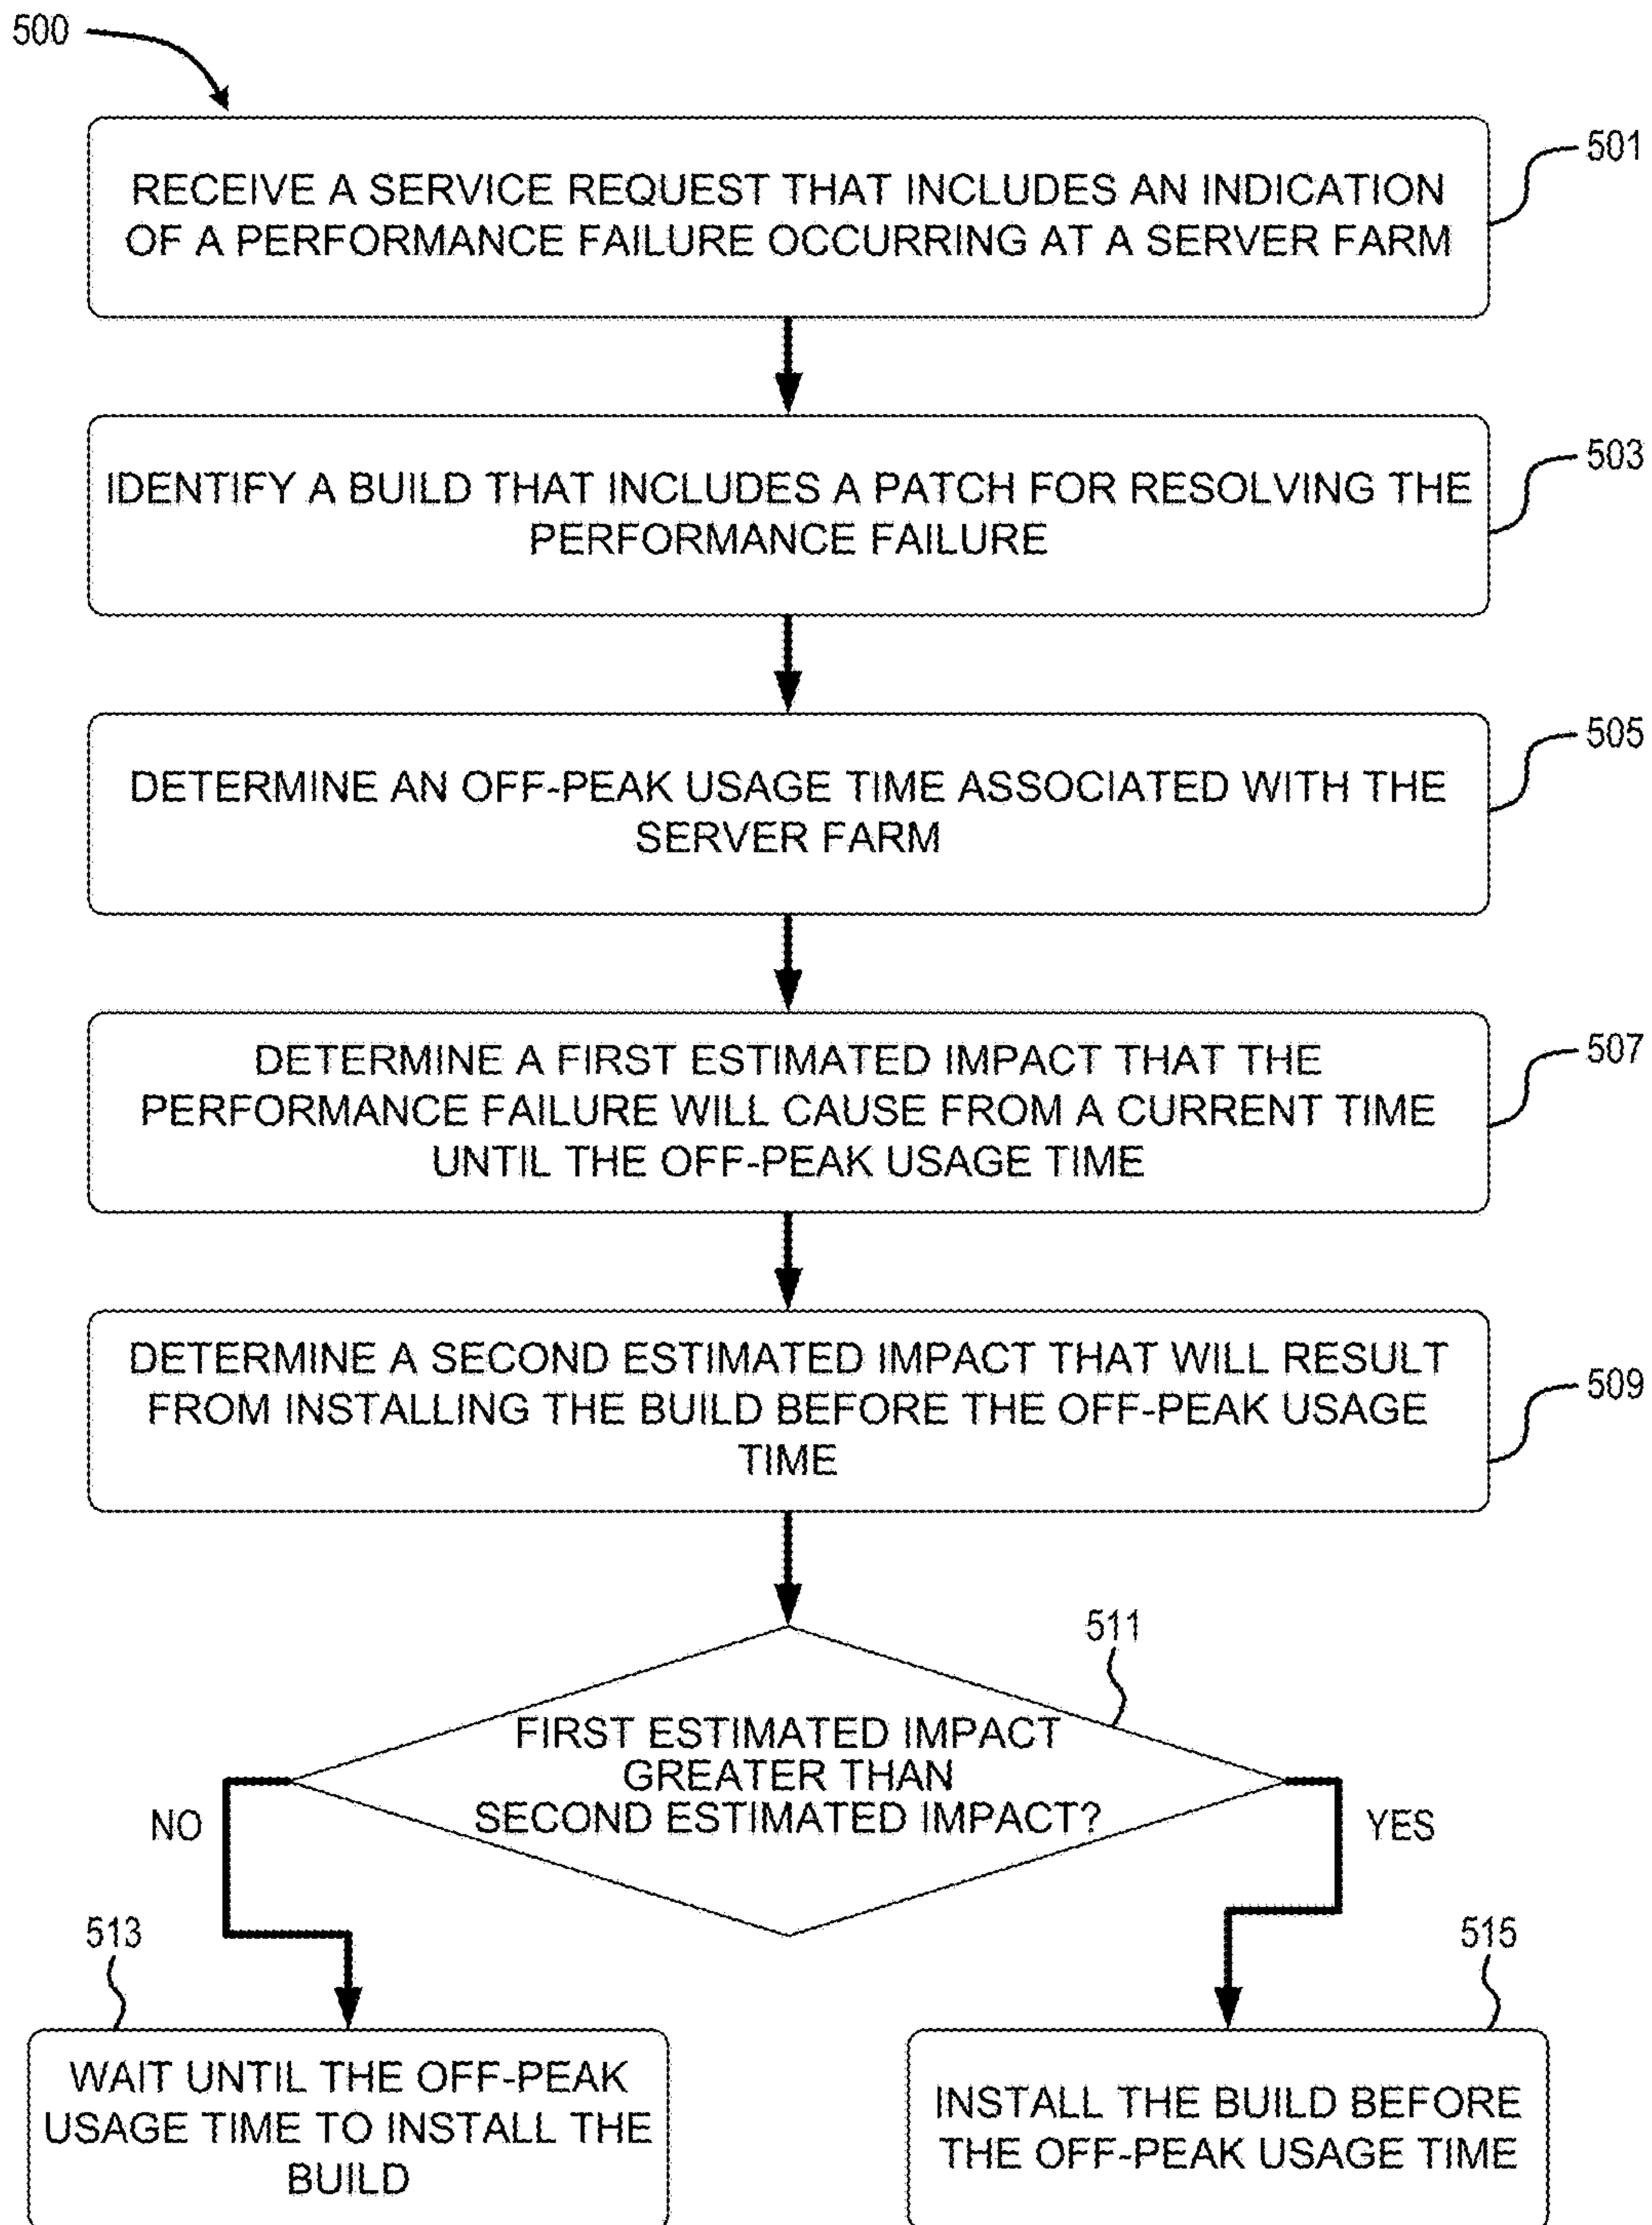 500
501
RECEIVE A SERVICE REQUEST THAT INCLUDES AN INDICATION
OF A PERFORMANCE FAILURE OCCURRING AT A SERVER FARM
503
IDENTIFY A BUILD THAT INCLUDES A PATCH FOR RESOLVING THE
PERFORMANCE FAILURE
505
DETERMINE AN OFF-PEAK USAGE TIME ASSOCIATED WITH THE
SERVER FARM
507
DETERMINE A FIRST ESTIMATED IMPACT THAT THE
PERFORMANCE FAILURE WILL CAUSE FROM A CURRENT TIME
UNTIL THE OFF-PEAK USAGE TIME
509
DETERMINE A SECOND ESTIMATED IMPACT THAT WILL RESULT
FROM INSTALLING THE BUILD BEFORE THE OFF-PEAK USAGE
TIME
511
FIRST ESTIMATED IMPACT
GREATER THAN
SECOND ESTIMATED IMPACT?
NO
YES
513
WAIT UNTIL THE OFF-PEAK
USAGE TIME TO INSTALL THE
BUILD
515
INSTALL THE BUILD BEFORE
THE OFF-PEAK USAGE TIME